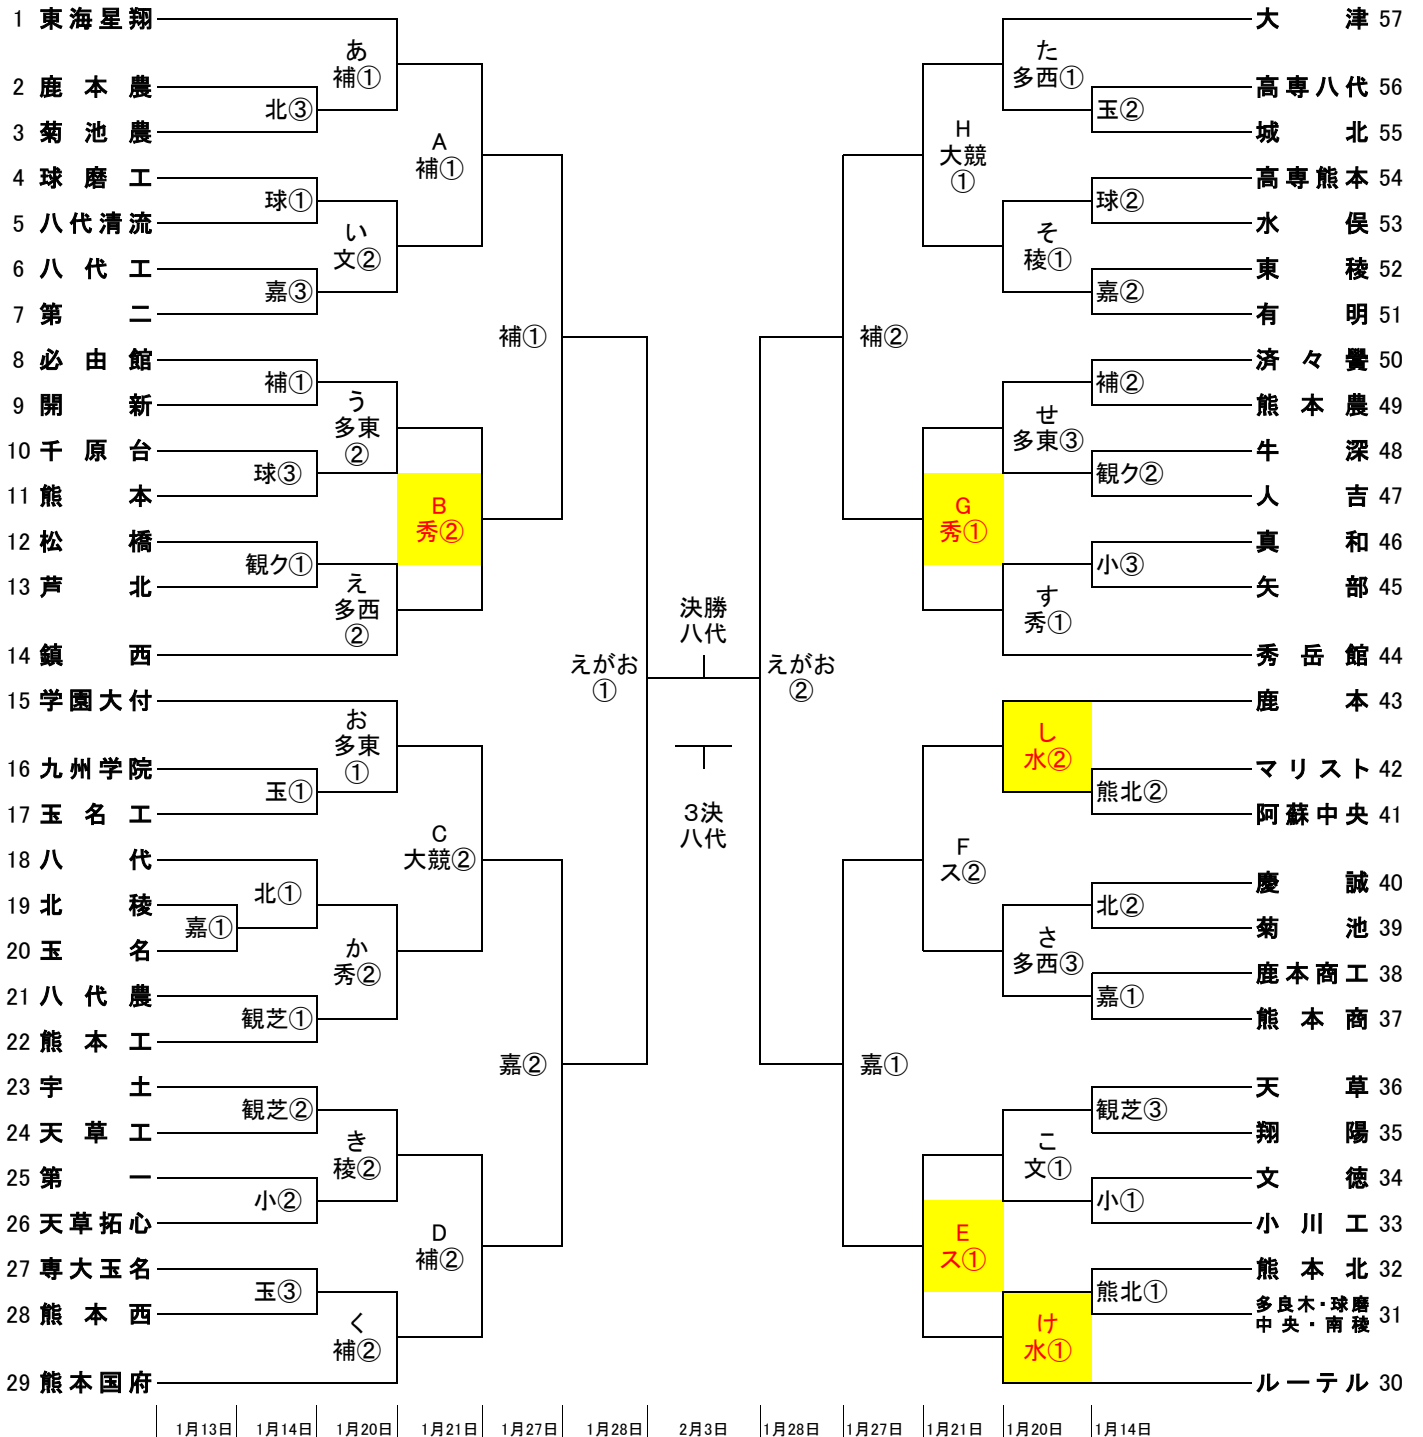 1 東海星翔
2 鹿本農
3 菊池農
4 球磨工
5 八代清流
6 八代工
7 第二
8 必由館
9 開新
10 千原台
11 熊本
12 松橋
13 芦北
14 鎮西
15 学園大付
16 九州学院
17 玉名工
18 八代
19 北稜
20 玉名
21 八代農
22 熊本工
23 宇土
24 天草工
25 第一
26 天草拓心
27 専大玉名
28 熊本西
29 熊本国府
北③
球①
嘉③
補①
球③
観ク①
玉①
嘉①
北①
観芝①
観芝②
小②
玉③
あ
補①
い
文②
う
多東
②
え
多西
②
お
多東
①
か
秀②
き
稜②
く
補②
A
補①
B
秀②
C
大競②
D
補②
補①
嘉②
えがお
①
決勝
八代
3決
八代
えがお
②
補②
嘉①
H
大競
①
G
秀①
F
ス②
E
ス①
た
多西①
そ
稜①
せ
多東③
す
秀①
し
水②
さ
多西③
こ
文①
け
水①
玉②
球②
嘉②
補②
観ク②
小③
熊北②
北②
嘉①
観芝③
小①
熊北①
大津 57
高専八代 56
城北 55
高専熊本 54
水俣 53
東稜 52
有明 51
済々黌 50
熊本農 49
牛深 48
人吉 47
真和 46
矢部 45
秀岳館 44
鹿本 43
マリスト 42
阿蘇中央 41
慶誠 40
菊池 39
鹿本商工 38
熊本商 37
天草 36
翔陽 35
文徳 34
小川工 33
熊本北 32
多良木・球磨
中央・南稜 31
ルーテル 30
1月13日 1月14日 1月20日 1月21日 1月27日 1月28日 2月3日 1月28日 1月27日 1月21日 1月20日 1月14日